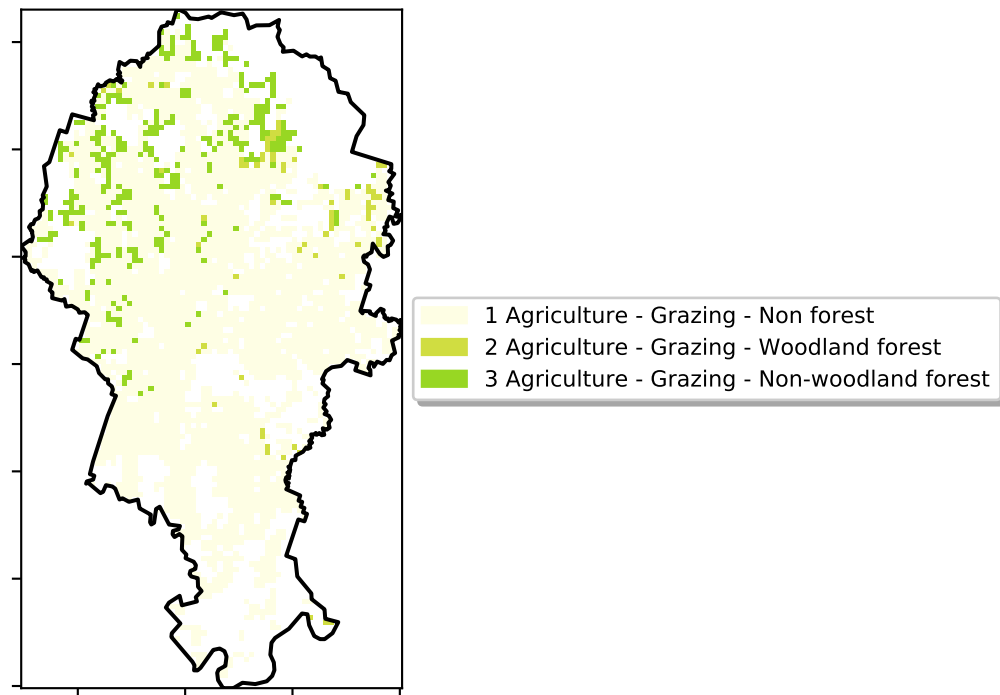 1 Agriculture - Grazing - Non forest
2 Agriculture - Grazing - Woodland forest
3 Agriculture - Grazing - Non-woodland forest